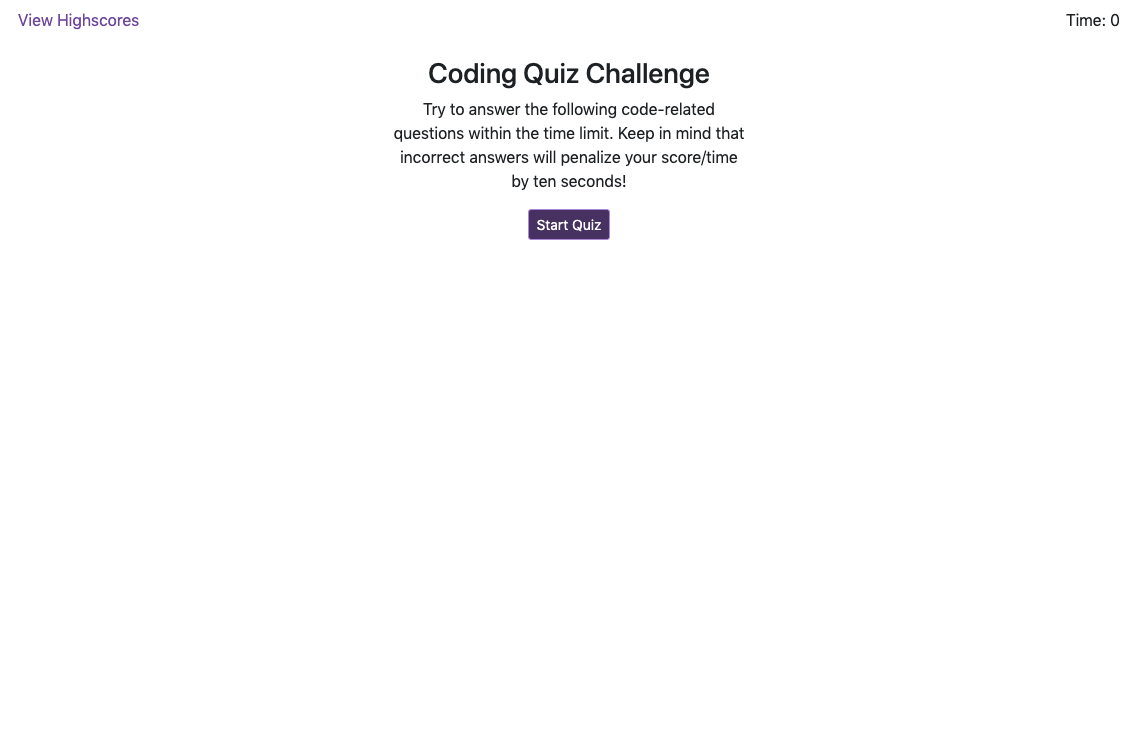 View Highscores
Time: 0
Coding Quiz Challenge
Try to answer the following code-related
questions within the time limit. Keep in mind that
incorrect answers will penalize your score/time
by ten seconds!
Start Quiz